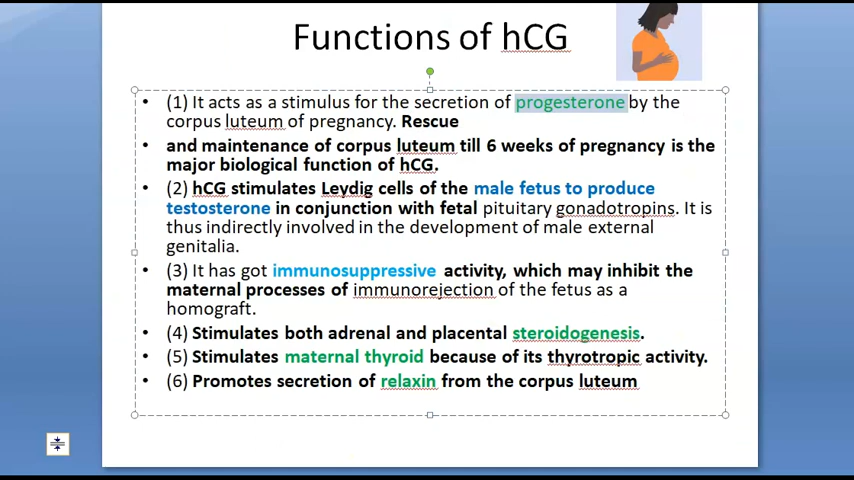 Functions of hCG
• (1) It acts as a stimulus for the secretion of progesterone by the
corpus luteum of pregnancy. Rescue
• and maintenance of corpus luteum till 6 weeks of pregnancy is the
major biological function of hCG.
• (2) hCG stimulates Leydig cells of the male fetus to produce
testosterone in conjunction with fetal pituitary gonadotropins. It is
thus indirectly involved in the development of male external
genitalia.
• (3) It has got immunosuppressive activity, which may inhibit the
maternal processes of immunorejection of the fetus as a
homograft.
• (4) Stimulates both adrenal and placental steroidogenesis.
• (5) Stimulates maternal thyroid because of its thyrotropic activity.
• (6) Promotes secretion of relaxin from the corpus luteum